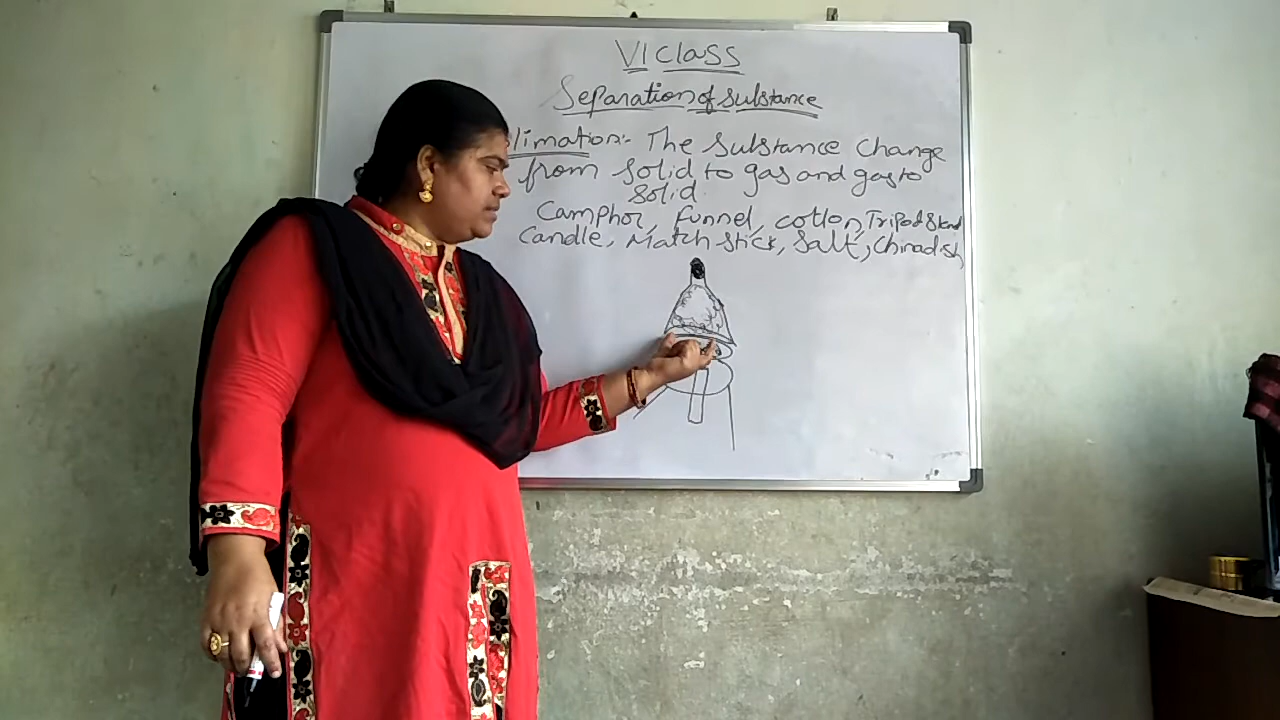 VI Class
Separation of Substance
limation:- The Substance Change
from Solid to gas and gas to
Solid.
Camphor, Funnel, cotton, Tripod Stand
Candle, Match stick, Salt, Chinadish